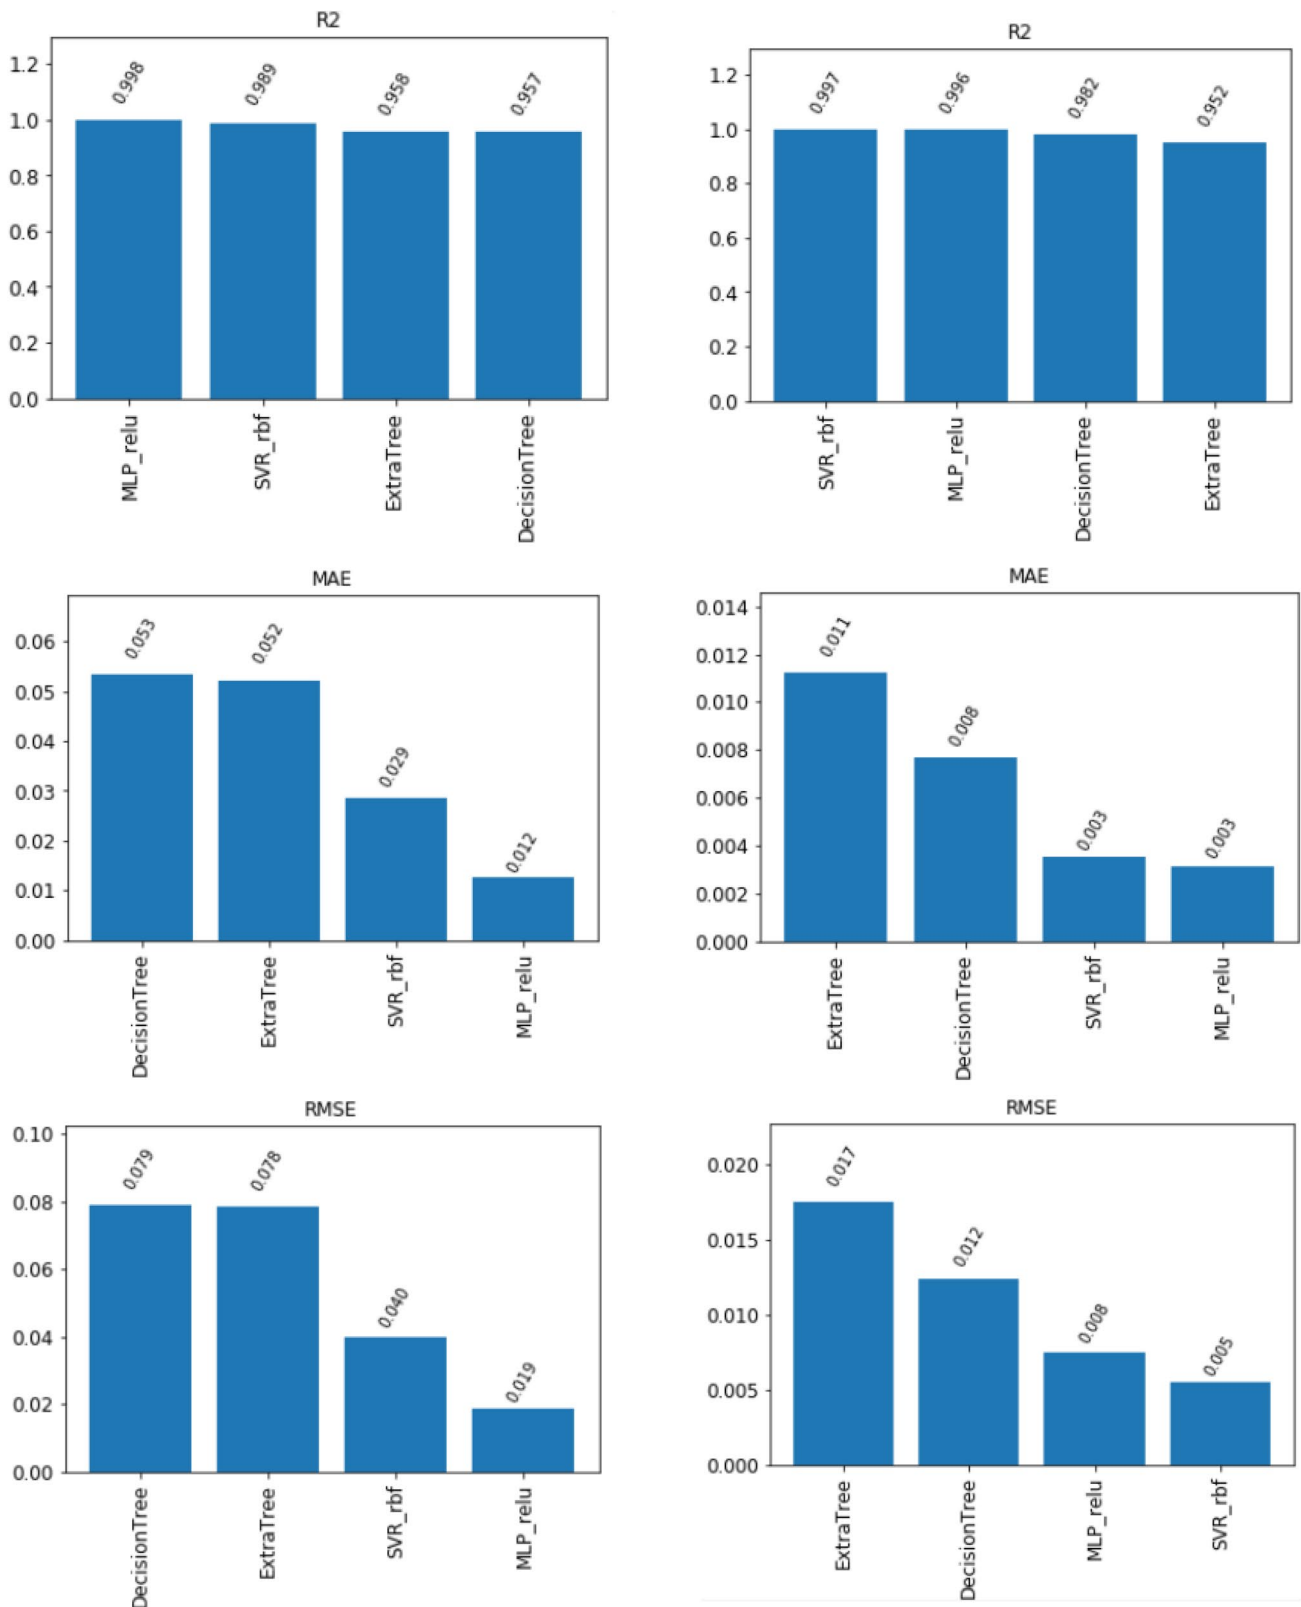 R2
1.2
1.0
0.8
0.6
0.4
0.2
0.0
0.998
0.989
0.958
0.957
MLP_relu
SVR_rbf
ExtraTree
DecisionTree
R2
1.2
1.0
0.8
0.6
0.4
0.2
0.0
0.997
0.996
0.982
0.952
SVR_rbf
MLP_relu
DecisionTree
ExtraTree
MAE
0.06
0.05
0.04
0.03
0.02
0.01
0.00
0.053
0.052
0.029
0.012
DecisionTree
ExtraTree
SVR_rbf
MLP_relu
MAE
0.014
0.012
0.010
0.008
0.006
0.004
0.002
0.000
0.011
0.008
0.003
0.003
ExtraTree
DecisionTree
SVR_rbf
MLP_relu
RMSE
0.10
0.08
0.06
0.04
0.02
0.00
0.079
0.078
0.040
0.019
DecisionTree
ExtraTree
SVR_rbf
MLP_relu
RMSE
0.020
0.015
0.010
0.005
0.000
0.017
0.012
0.008
0.005
ExtraTree
DecisionTree
MLP_relu
SVR_rbf